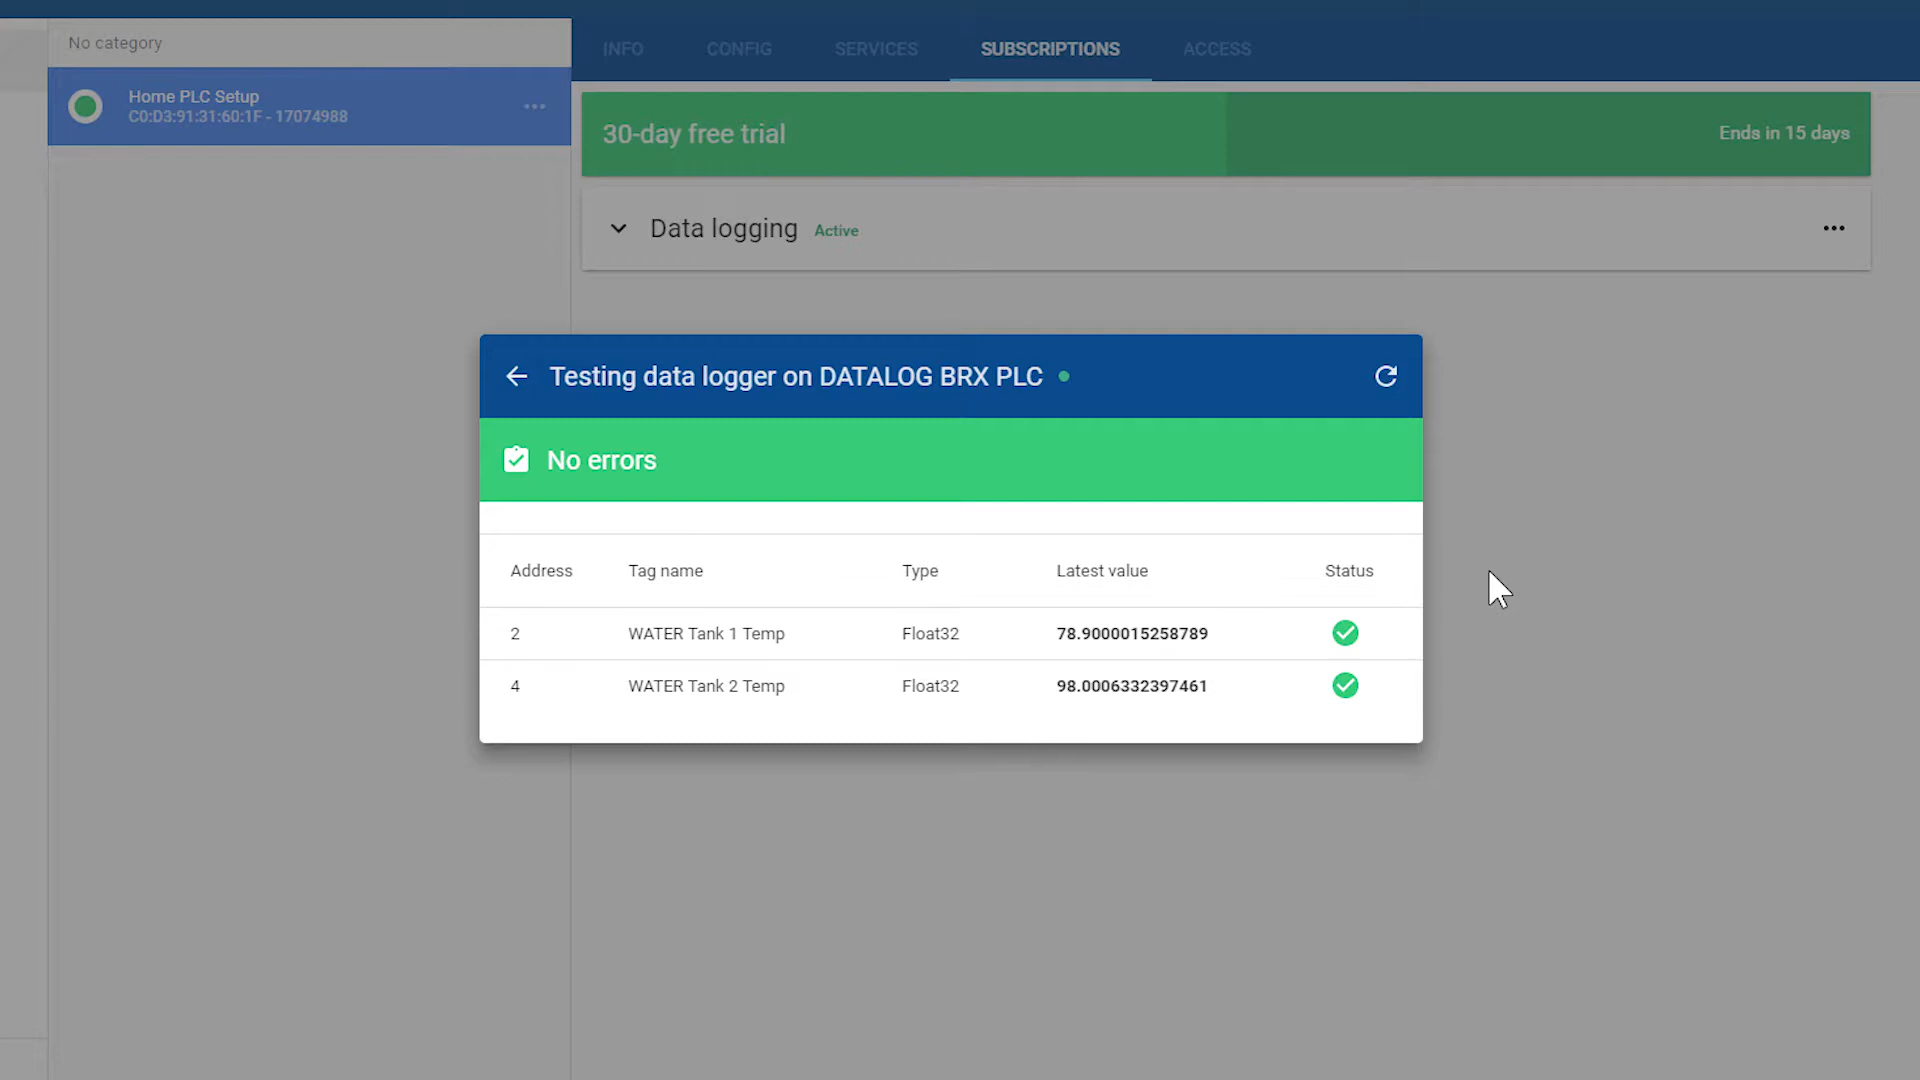 No category
Home PLC Setup
C0:D3:91:31:60:1F - 17074988
INFO CONFIG SERVICES SUBSCRIPTIONS ACCESS
30-day free trial Ends in 15 days
Data logging Active
Testing data logger on DATALOG BRX PLC
No errors
Address Tag name Type Latest value Status
2 WATER Tank 1 Temp Float32 78.9000015258789
4 WATER Tank 2 Temp Float32 98.0006332397461